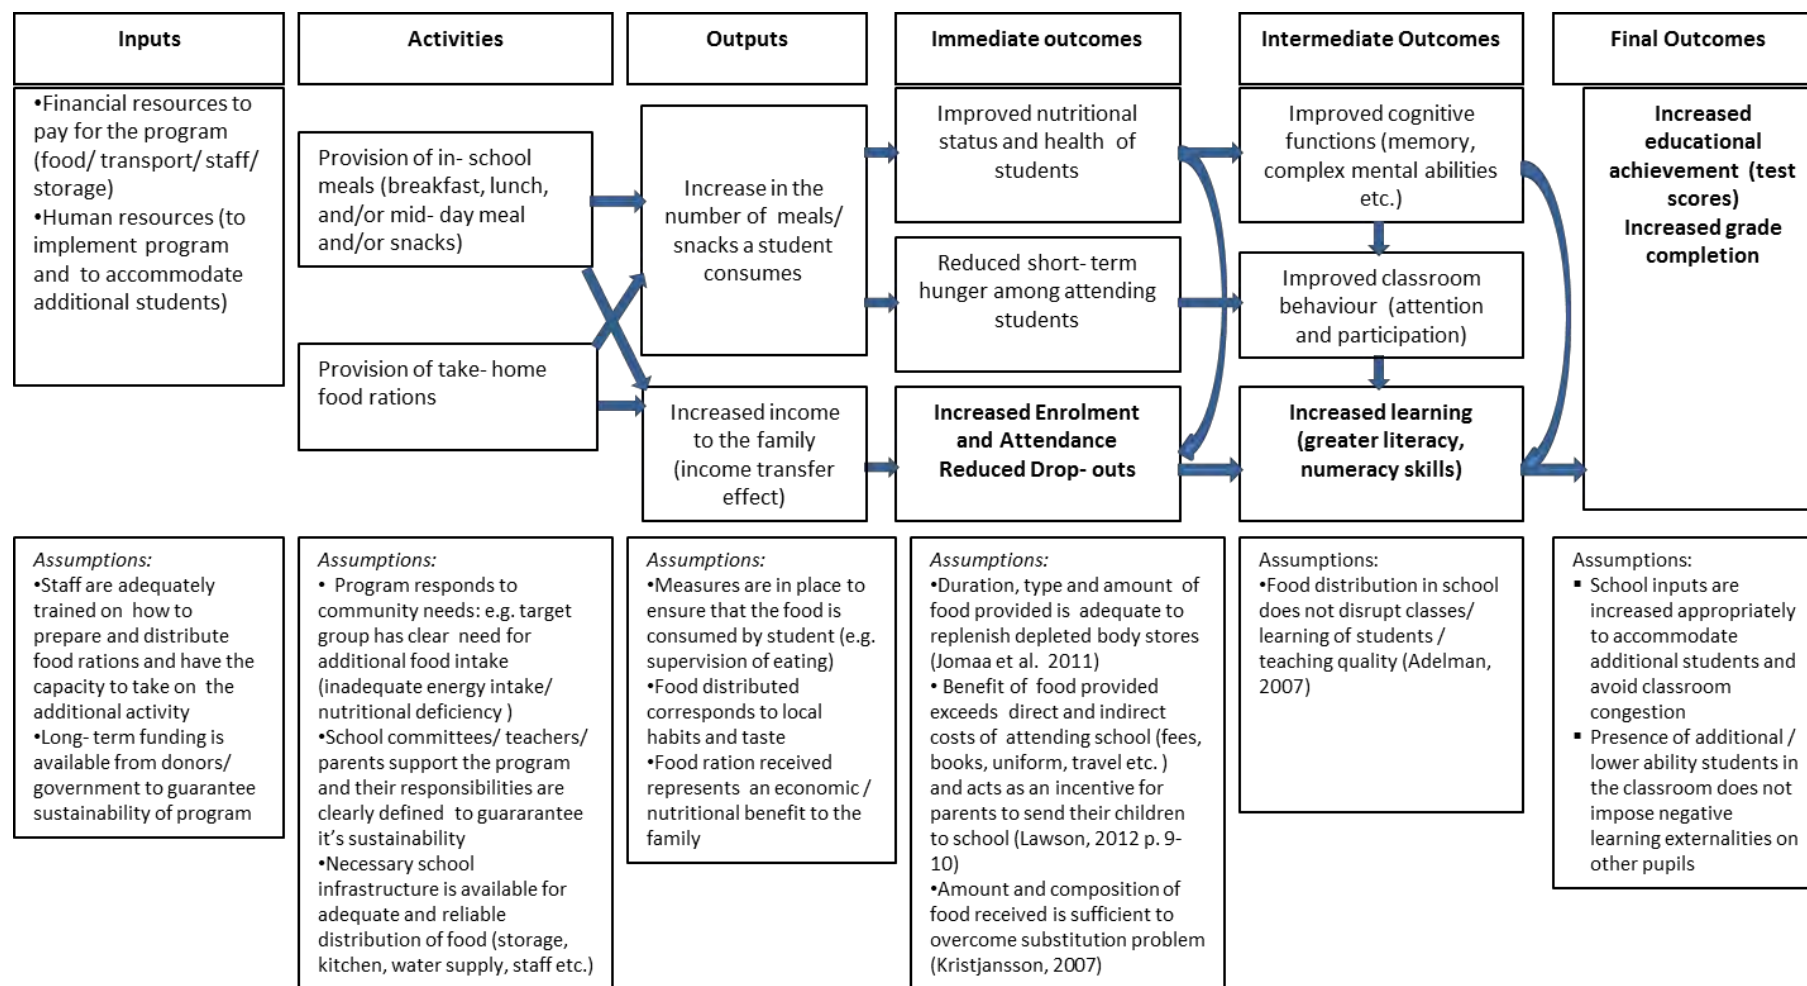 Inputs
Activities
Outputs
Immediate outcomes
Intermediate Outcomes
Final Outcomes
•Financial resources to
pay for the program
(food/ transport/ staff/
storage)
•Human resources (to
implement program
and to accommodate
additional students)
Provision of in- school
meals (breakfast, lunch,
and/or mid- day meal
and/or snacks)
Provision of take- home
food rations
Increase in the
number of meals/
snacks a student
consumes
Increased income
to the family
(income transfer
effect)
Improved nutritional
status and health of
students
Reduced short- term
hunger among attending
students
Increased Enrolment
and Attendance
Reduced Drop- outs
Improved cognitive
functions (memory,
complex mental abilities
etc.)
Improved classroom
behaviour (attention
and participation)
Increased learning
(greater literacy,
numeracy skills)
Increased
educational
achievement (test
scores)
Increased grade
completion
Assumptions:
•Staff are adequately
trained on how to
prepare and distribute
food rations and have the
capacity to take on the
additional activity
•Long- term funding is
available from donors/
government to guarantee
sustainability of program
Assumptions:
• Program responds to
community needs: e.g. target
group has clear need for
additional food intake
(inadequate energy intake/
nutritional deficiency )
•School committees/ teachers/
parents support the program
and their responsibilities are
clearly defined to guararantee
it's sustainability
•Necessary school
infrastructure is available for
adequate and reliable
distribution of food (storage,
kitchen, water supply, staff etc.)
Assumptions:
•Measures are in place to
ensure that the food is
consumed by student (e.g.
supervision of eating)
•Food distributed
corresponds to local
habits and taste
•Food ration received
represents an economic /
nutritional benefit to the
family
Assumptions:
•Duration, type and amount of
food provided is adequate to
replenish depleted body stores
(Jomaa et al. 2011)
• Benefit of food provided
exceeds direct and indirect
costs of attending school (fees,
books, uniform, travel etc. )
and acts as an incentive for
parents to send their children
to school (Lawson, 2012 p. 9-
10)
•Amount and composition of
food received is sufficient to
overcome substitution problem
(Kristjansson, 2007)
Assumptions:
•Food distribution in school
does not disrupt classes/
learning of students /
teaching quality (Adelman,
2007)
Assumptions:
▪ School inputs are
increased appropriately
to accommodate
additional students and
avoid classroom
congestion
▪ Presence of additional /
lower ability students in
the classroom does not
impose negative
learning externalities on
other pupils